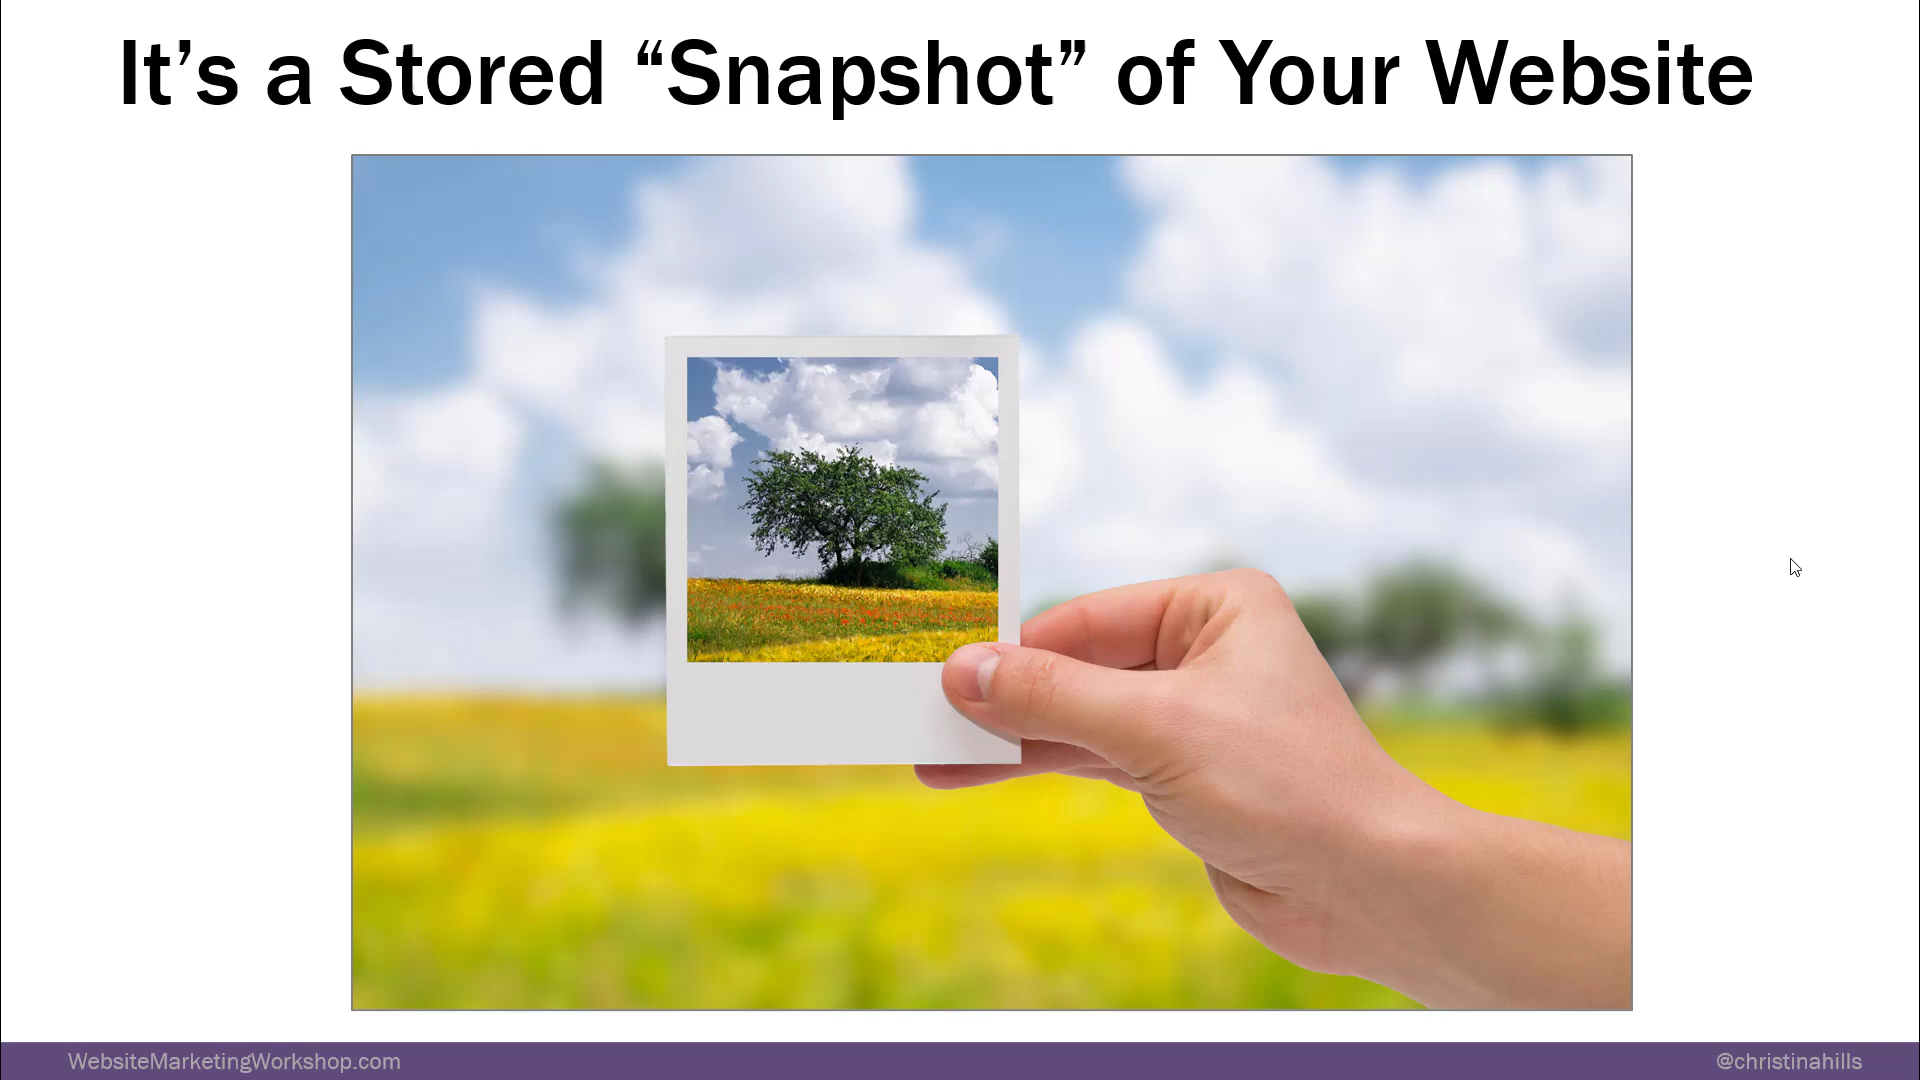 It’s a Stored “Snapshot” of Your Website
WebsiteMarketingWorkshop.com
@christinahills